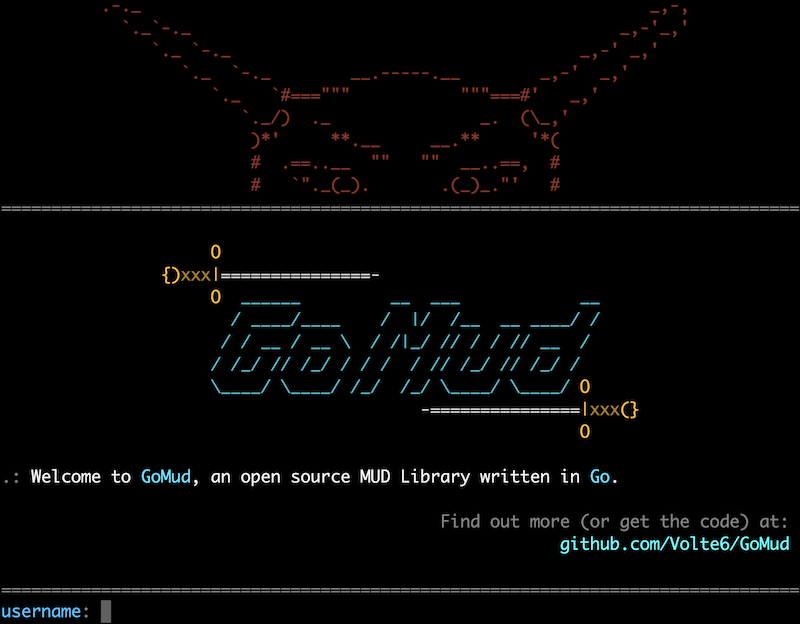 GoMud
.: Welcome to GoMud, an open source MUD Library written in Go.
Find out more (or get the code) at:
github.com/Volte6/GoMud
username: